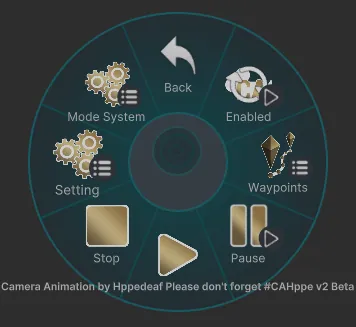 Back
Mode System
Enabled
Setting
Waypoints
Stop
Pause
Camera Animation by Hppedeaf Please don't forget #CAHppe v2 Beta